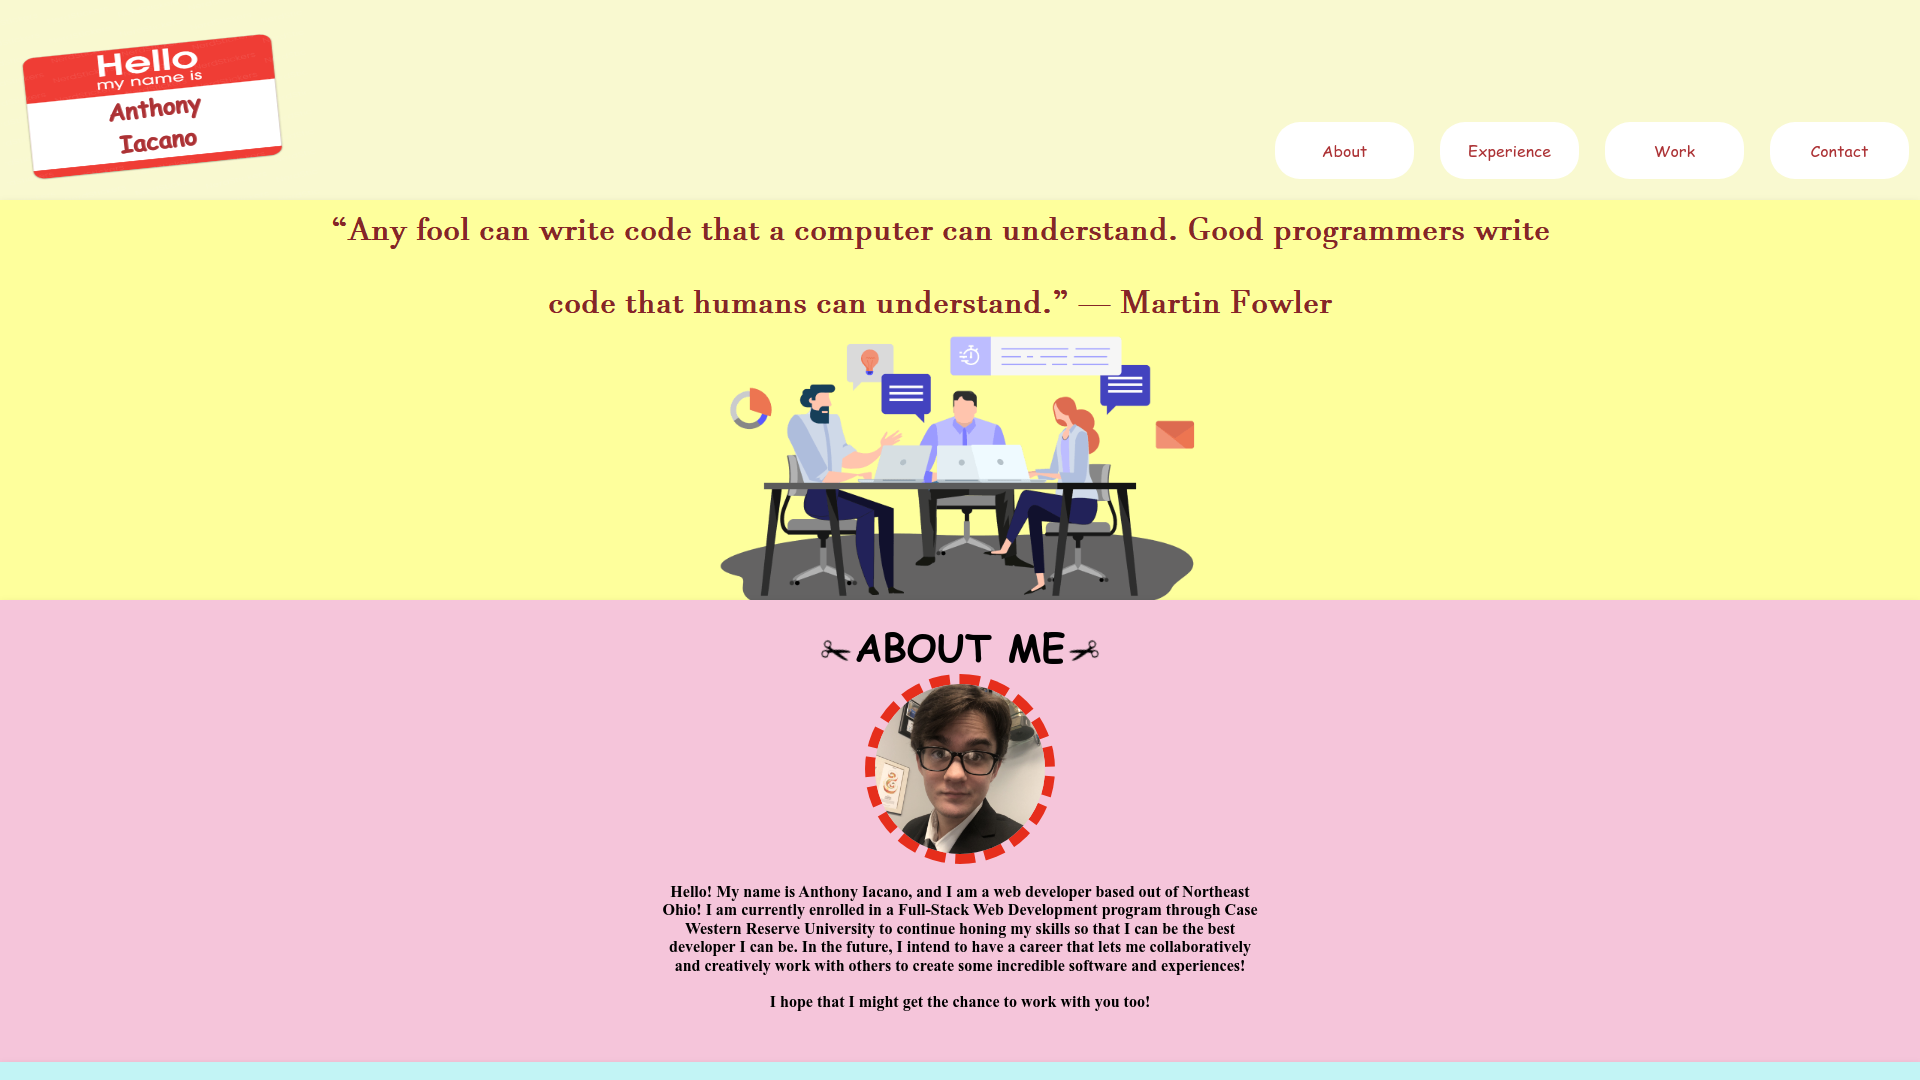 Hello
my name is
Anthony
Iacano
About
Experience
Work
Contact
“Any fool can write code that a computer can understand. Good programmers write
code that humans can understand.” — Martin Fowler
ABOUT ME
Hello! My name is Anthony Iacano, and I am a web developer based out of Northeast
Ohio! I am currently enrolled in a Full-Stack Web Development program through Case
Western Reserve University to continue honing my skills so that I can be the best
developer I can be. In the future, I intend to have a career that lets me collaboratively
and creatively work with others to create some incredible software and experiences!
I hope that I might get the chance to work with you too!